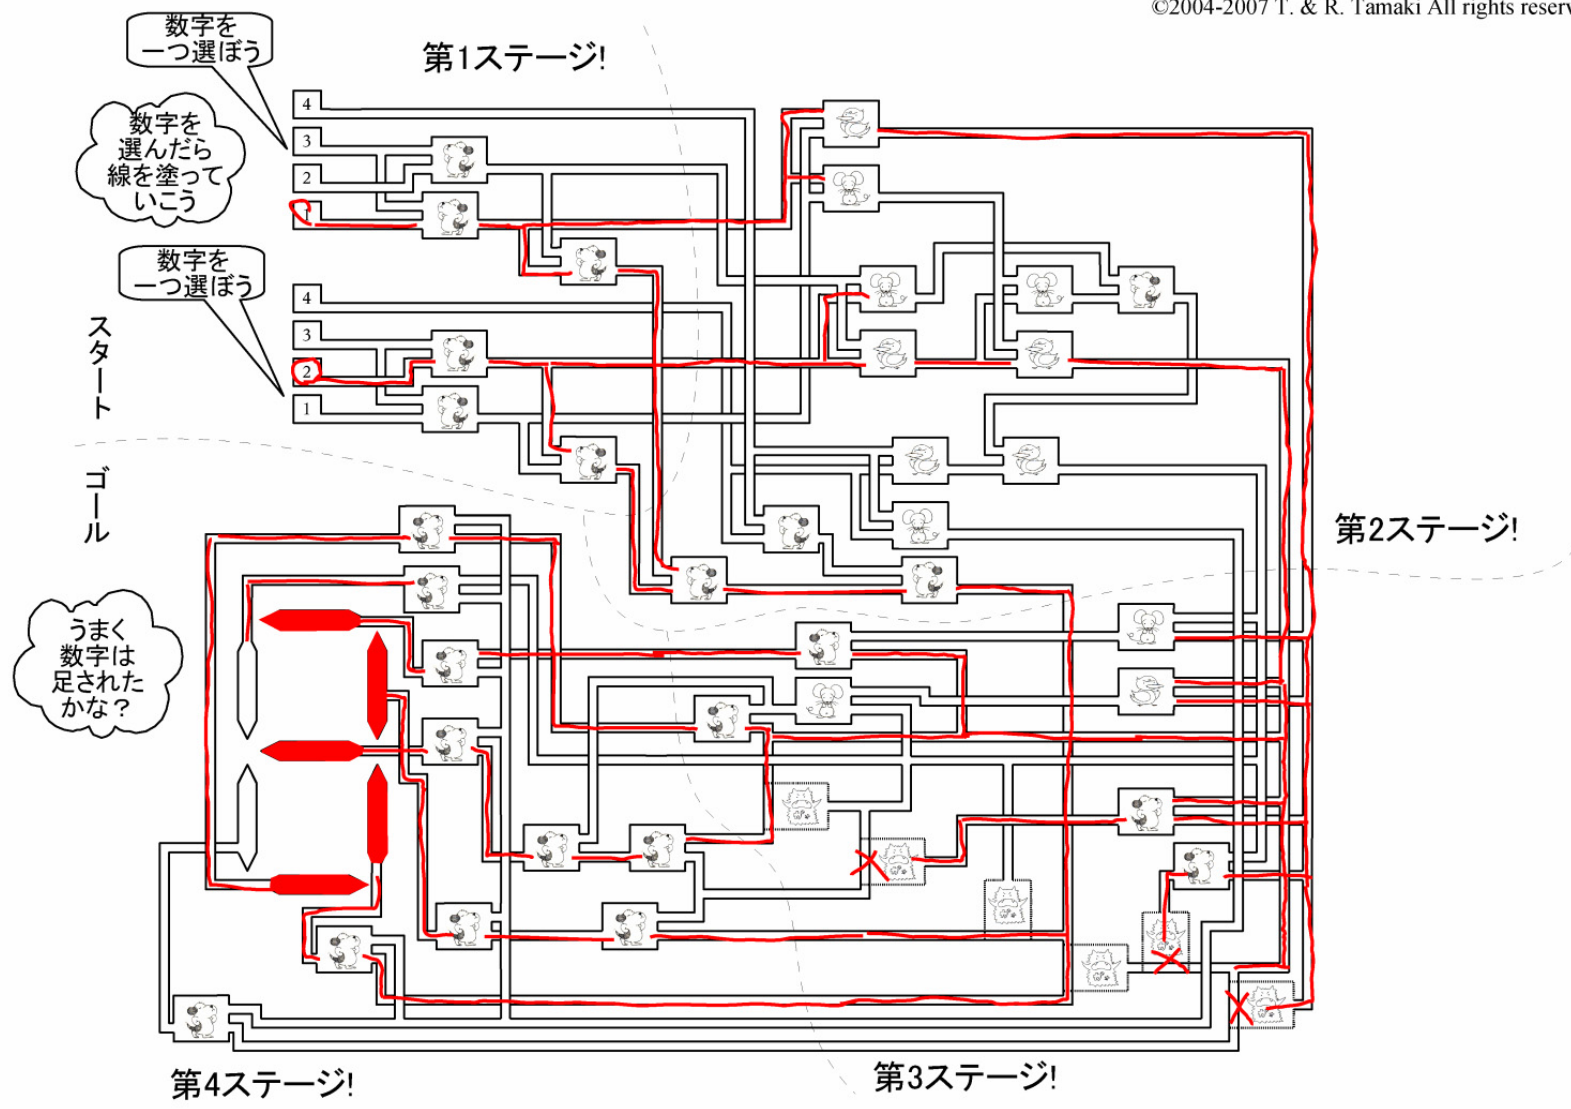 ©2004-2007 T. & R. Tamaki All rights reserv
数字を
一つ選ぼう
第1ステージ!
数字を
選んだら
線を塗って
いこう
4
3
2
1
数字を
一つ選ぼう
4
3
2
1
スタート
ゴール
第2ステージ!
うまく
数字は
足された
かな？
第4ステージ!
第3ステージ!